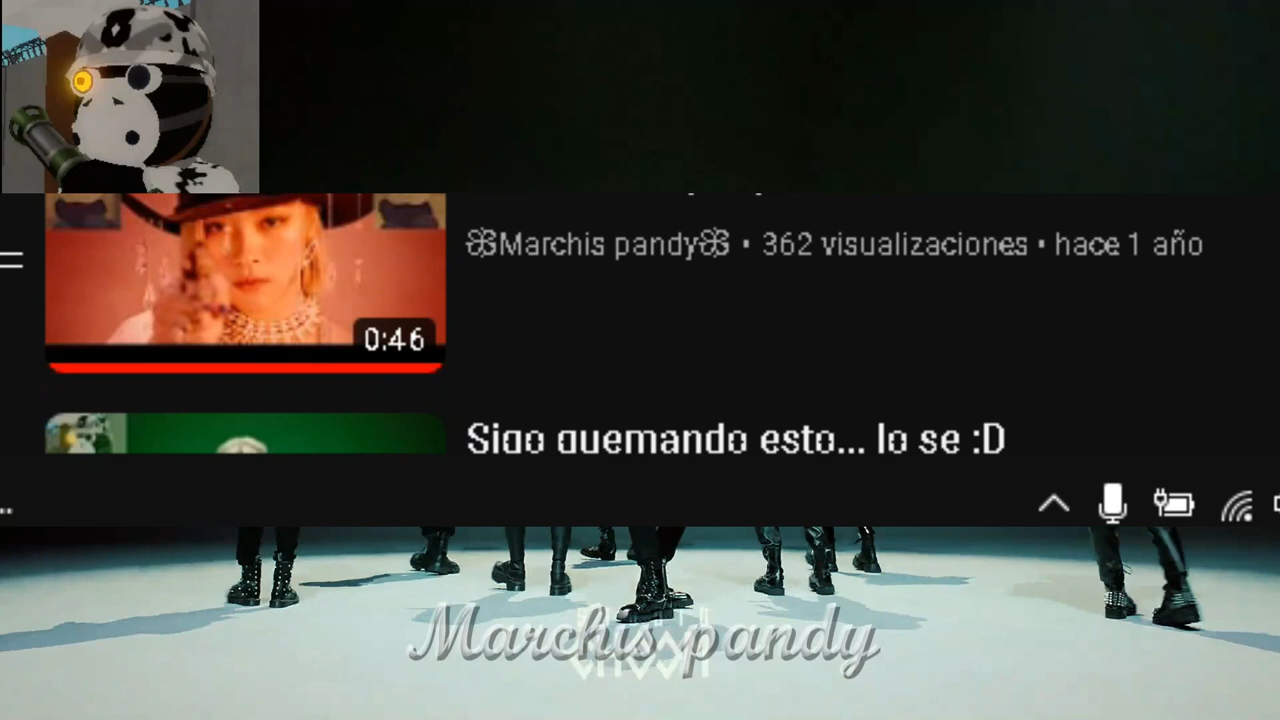 ꕥMarchis pandyꕥ • 362 visualizaciones • hace 1 año
0:46
Sigo quemando esto... lo se :D
...
Marchis pandy